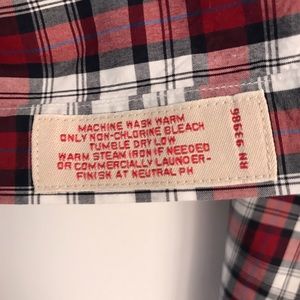 MACHINE WASH WARM
ONLY NON-CHLORINE BLEACH
TUMBLE DRY LOW
WARM STEAM IRON IF NEEDED
OR COMMERCIALLY LAUNDER-
FINISH AT NEUTRAL PH
RN 93986